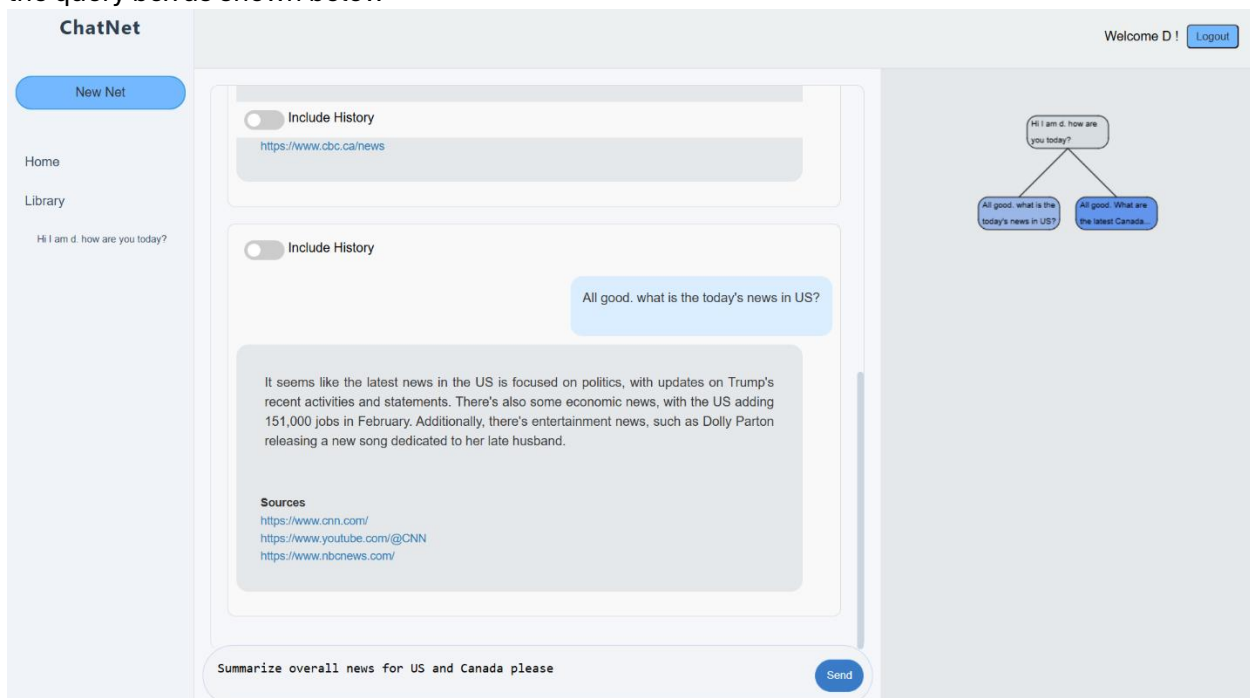 ChatNet
Welcome D !
Logout
New Net
Home
Library
Hi I am d. how are you today?
Include History
https://www.cbc.ca/news
Include History
All good. what is the today's news in US?
It seems like the latest news in the US is focused on politics, with updates on Trump's
recent activities and statements. There's also some economic news, with the US adding
151,000 jobs in February. Additionally, there's entertainment news, such as Dolly Parton
releasing a new song dedicated to her late husband.
Sources
https://www.cnn.com/
https://www.youtube.com/@CNN
https://www.nbcnews.com/
Summarize overall news for US and Canada please
Send
Hi I am d. how are
you today?
All good. what is the
today's news in US?
All good. What are
the latest Canada...